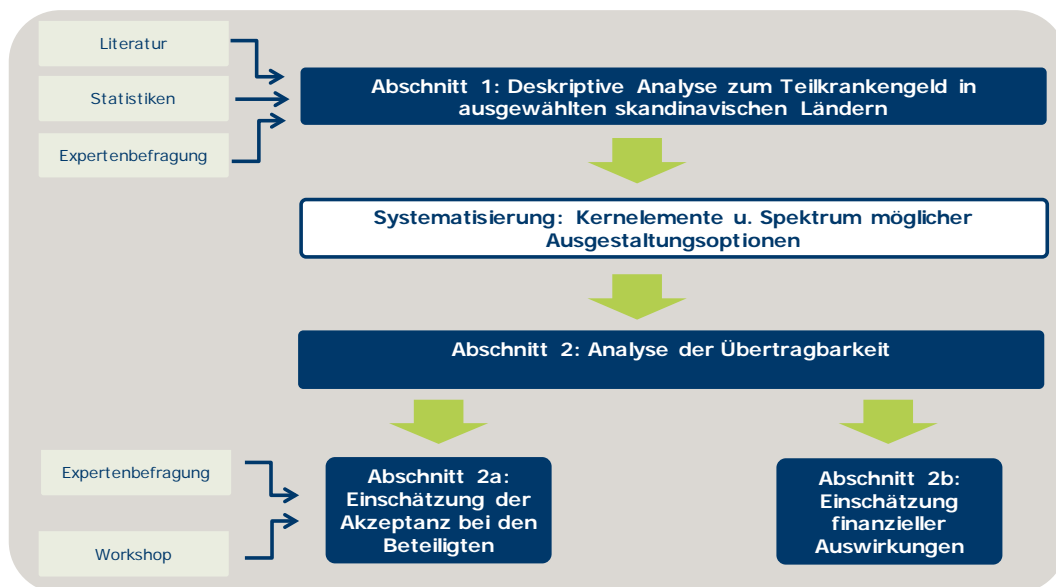 Literatur
Statistiken
Expertenbefragung
Abschnitt 1: Deskriptive Analyse zum Teilkrankengeld in
ausgewählten skandinavischen Ländern
Systematisierung: Kernelemente u. Spektrum möglicher
Ausgestaltungsoptionen
Abschnitt 2: Analyse der Übertragbarkeit
Expertenbefragung
Workshop
Abschnitt 2a:
Einschätzung der
Akzeptanz bei den
Beteiligten
Abschnitt 2b:
Einschätzung
finanzieller
Auswirkungen